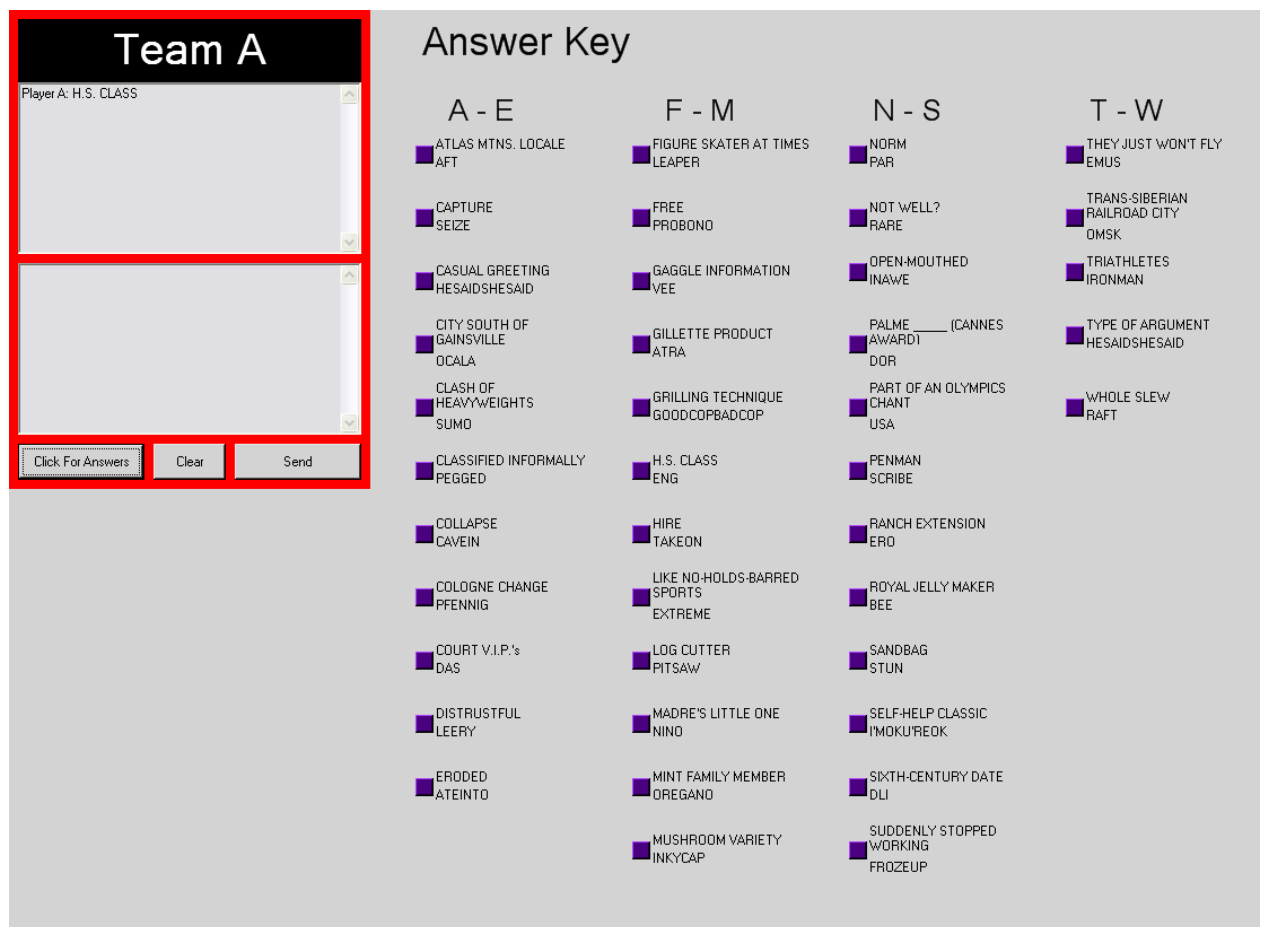 Team A
Player A: H.S. CLASS
Click For Answers
Clear
Send
Answer Key
A - E
ATLAS MTNS. LOCALE
AFT
CAPTURE
SEIZE
CASUAL GREETING
HESAIDSHESAID
CITY SOUTH OF
GAINSVILLE
OCALA
CLASH OF
HEAVYWEIGHTS
SUMO
CLASSIFIED INFORMALLY
PEGGED
COLLAPSE
CAVEIN
COLOGNE CHANGE
PFENNIG
COURT V.I.P.'s
DAS
DISTRUSTFUL
LEERY
ERODED
ATEINTO
F - M
FIGURE SKATER AT TIMES
LEAPER
FREE
PROBONO
GAGGLE INFORMATION
VEE
GILLETTE PRODUCT
ATRA
GRILLING TECHNIQUE
GOODCOPBADCOP
H.S. CLASS
ENG
HIRE
TAKEON
LIKE NO-HOLDS-BARRED
SPORTS
EXTREME
LOG CUTTER
PITSAW
MADRE'S LITTLE ONE
NINO
MINT FAMILY MEMBER
OREGANO
MUSHROOM VARIETY
INKYCAP
N - S
NORM
PAR
NOT WELL?
RARE
OPEN-MOUTHED
INAWE
PALME ____ (CANNES
AWARD)
DOR
PART OF AN OLYMPICS
CHANT
USA
PENMAN
SCRIBE
RANCH EXTENSION
ERO
ROYAL JELLY MAKER
BEE
SANDBAG
STUN
SELF-HELP CLASSIC
I'MOKU'REOK
SIXTH-CENTURY DATE
DLI
SUDDENLY STOPPED
WORKING
FROZEUP
T - W
THEY JUST WON'T FLY
EMUS
TRANS-SIBERIAN
RAILROAD CITY
OMSK
TRIATHLETES
IRONMAN
TYPE OF ARGUMENT
HESAIDSHESAID
WHOLE SLEW
RAFT